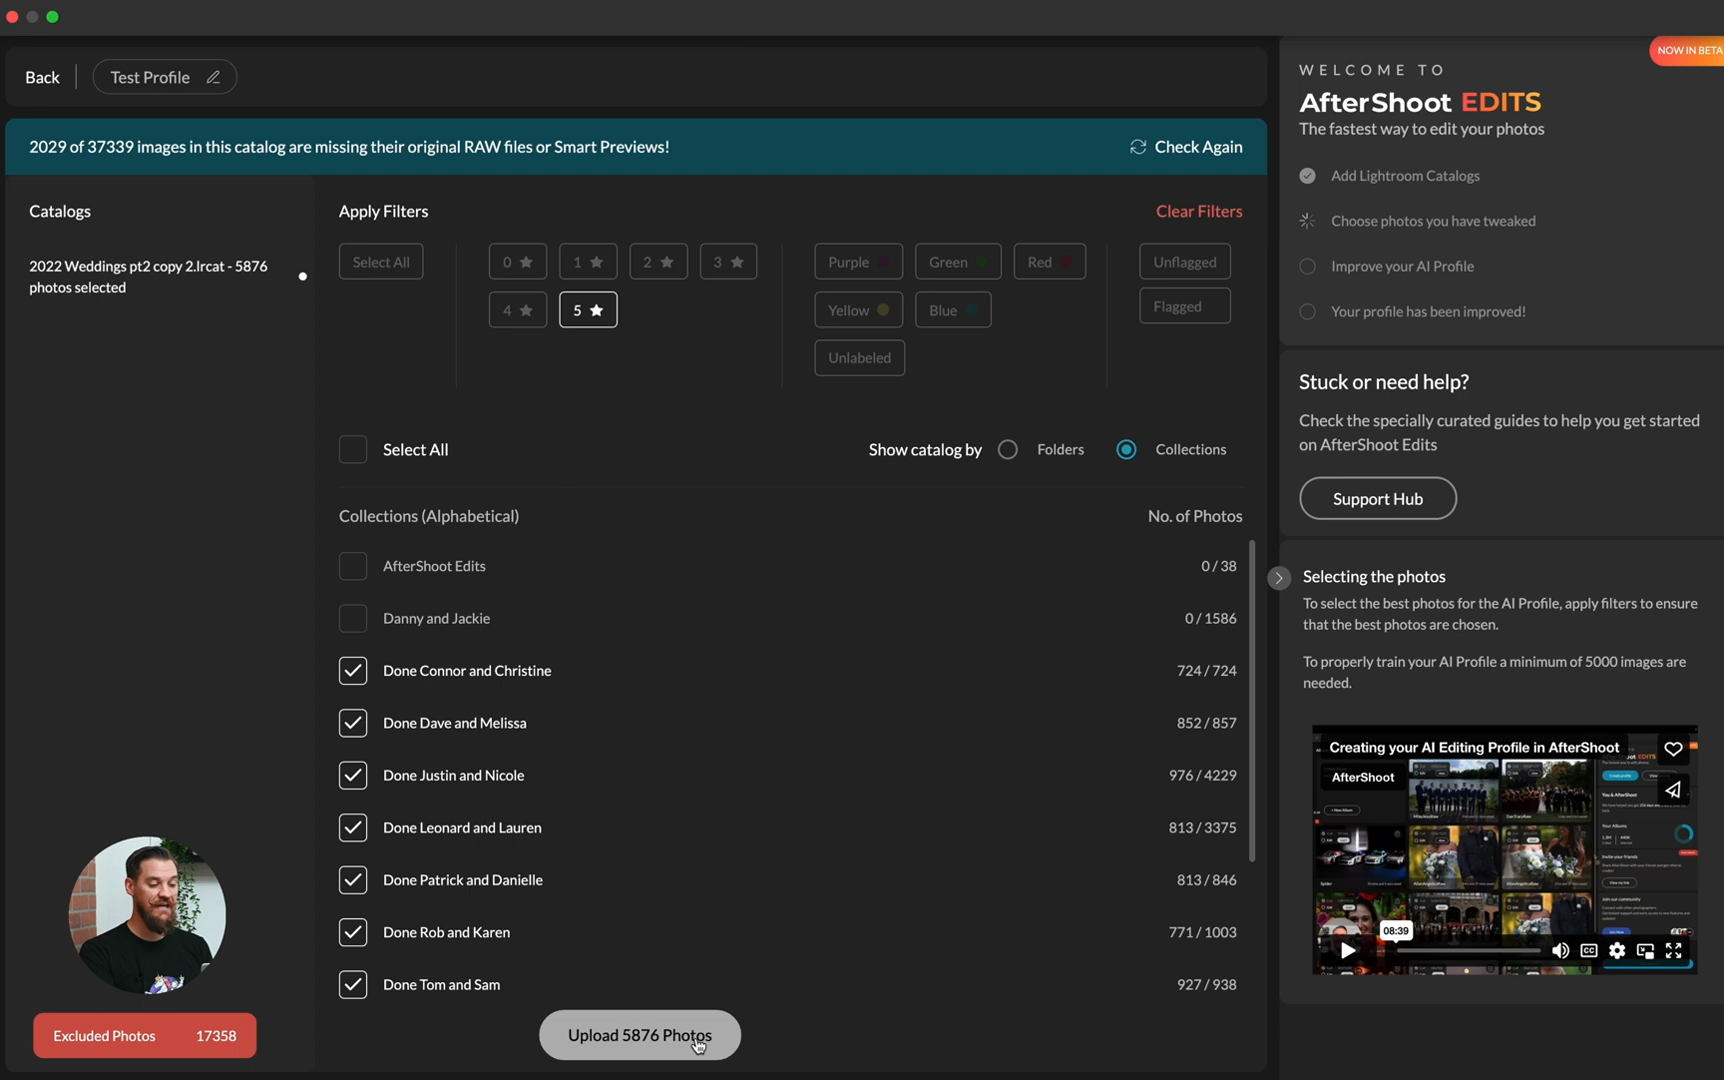 Back
Test Profile
NOW IN BETA
WELCOME TO
AfterShoot EDITS
The fastest way to edit your photos
2029 of 37339 images in this catalog are missing their original RAW files or Smart Previews!
Check Again
Add Lightroom Catalogs
Choose photos you have tweaked
Improve your AI Profile
Your profile has been improved!
Catalogs
2022 Weddings pt2 copy 2.lrcat - 5876
photos selected
Apply Filters
Clear Filters
Select All
0
1
2
3
4
5
Purple
Green
Red
Yellow
Blue
Unlabeled
Unflagged
Flagged
Stuck or need help?
Check the specially curated guides to help you get started
on AfterShoot Edits
Support Hub
Select All
Show catalog by
Folders
Collections
Collections (Alphabetical)
No. of Photos
AfterShoot Edits
0 / 38
Danny and Jackie
0 / 1586
Done Connor and Christine
724 / 724
Done Dave and Melissa
852 / 857
Done Justin and Nicole
976 / 4229
Done Leonard and Lauren
813 / 3375
Done Patrick and Danielle
813 / 846
Done Rob and Karen
771 / 1003
Done Tom and Sam
927 / 938
Selecting the photos
To select the best photos for the AI Profile, apply filters to ensure
that the best photos are chosen.
To properly train your AI Profile a minimum of 5000 images are
needed.
Creating your AI Editing Profile in AfterShoot
AfterShoot
08:39
CC
Excluded Photos
17358
Upload 5876 Photos